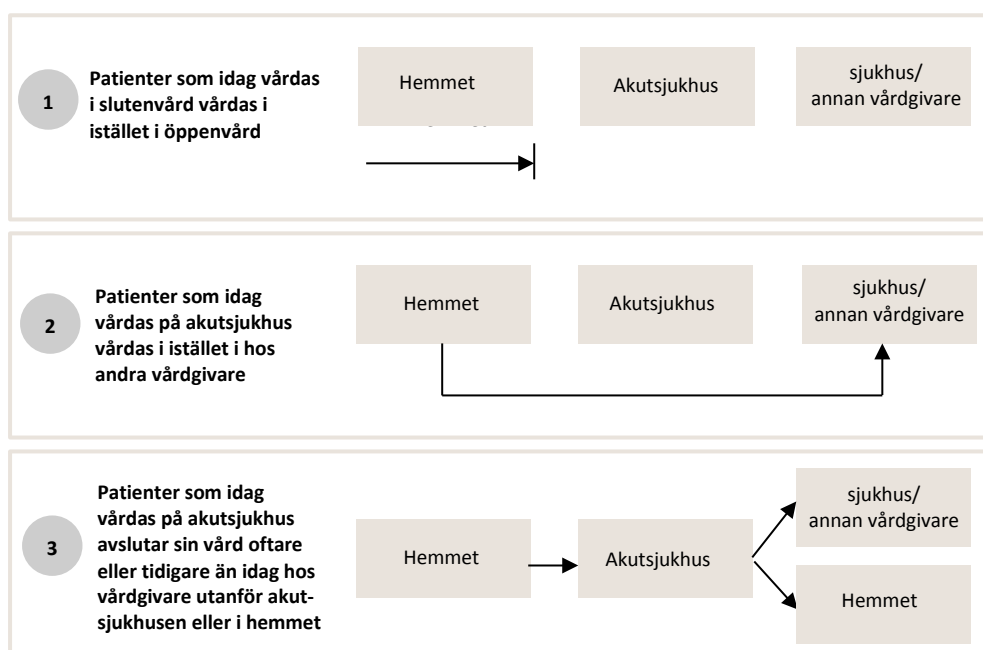 1
Patienter som idag vårdas
i slutenvård vårdas i
istället i öppenvård
Hemmet
Akutsjukhus
sjukhus/
annan vårdgivare
2
Patienter som idag
vårdas på akutsjukhus
vårdas i istället i hos
andra vårdgivare
Hemmet
Akutsjukhus
sjukhus/
annan vårdgivare
3
Patienter som idag
vårdas på akutsjukhus
avslutar sin vård oftare
eller tidigare än idag hos
vårdgivare utanför akut-
sjukhusen eller i hemmet
Hemmet
Akutsjukhus
sjukhus/
annan vårdgivare
Hemmet